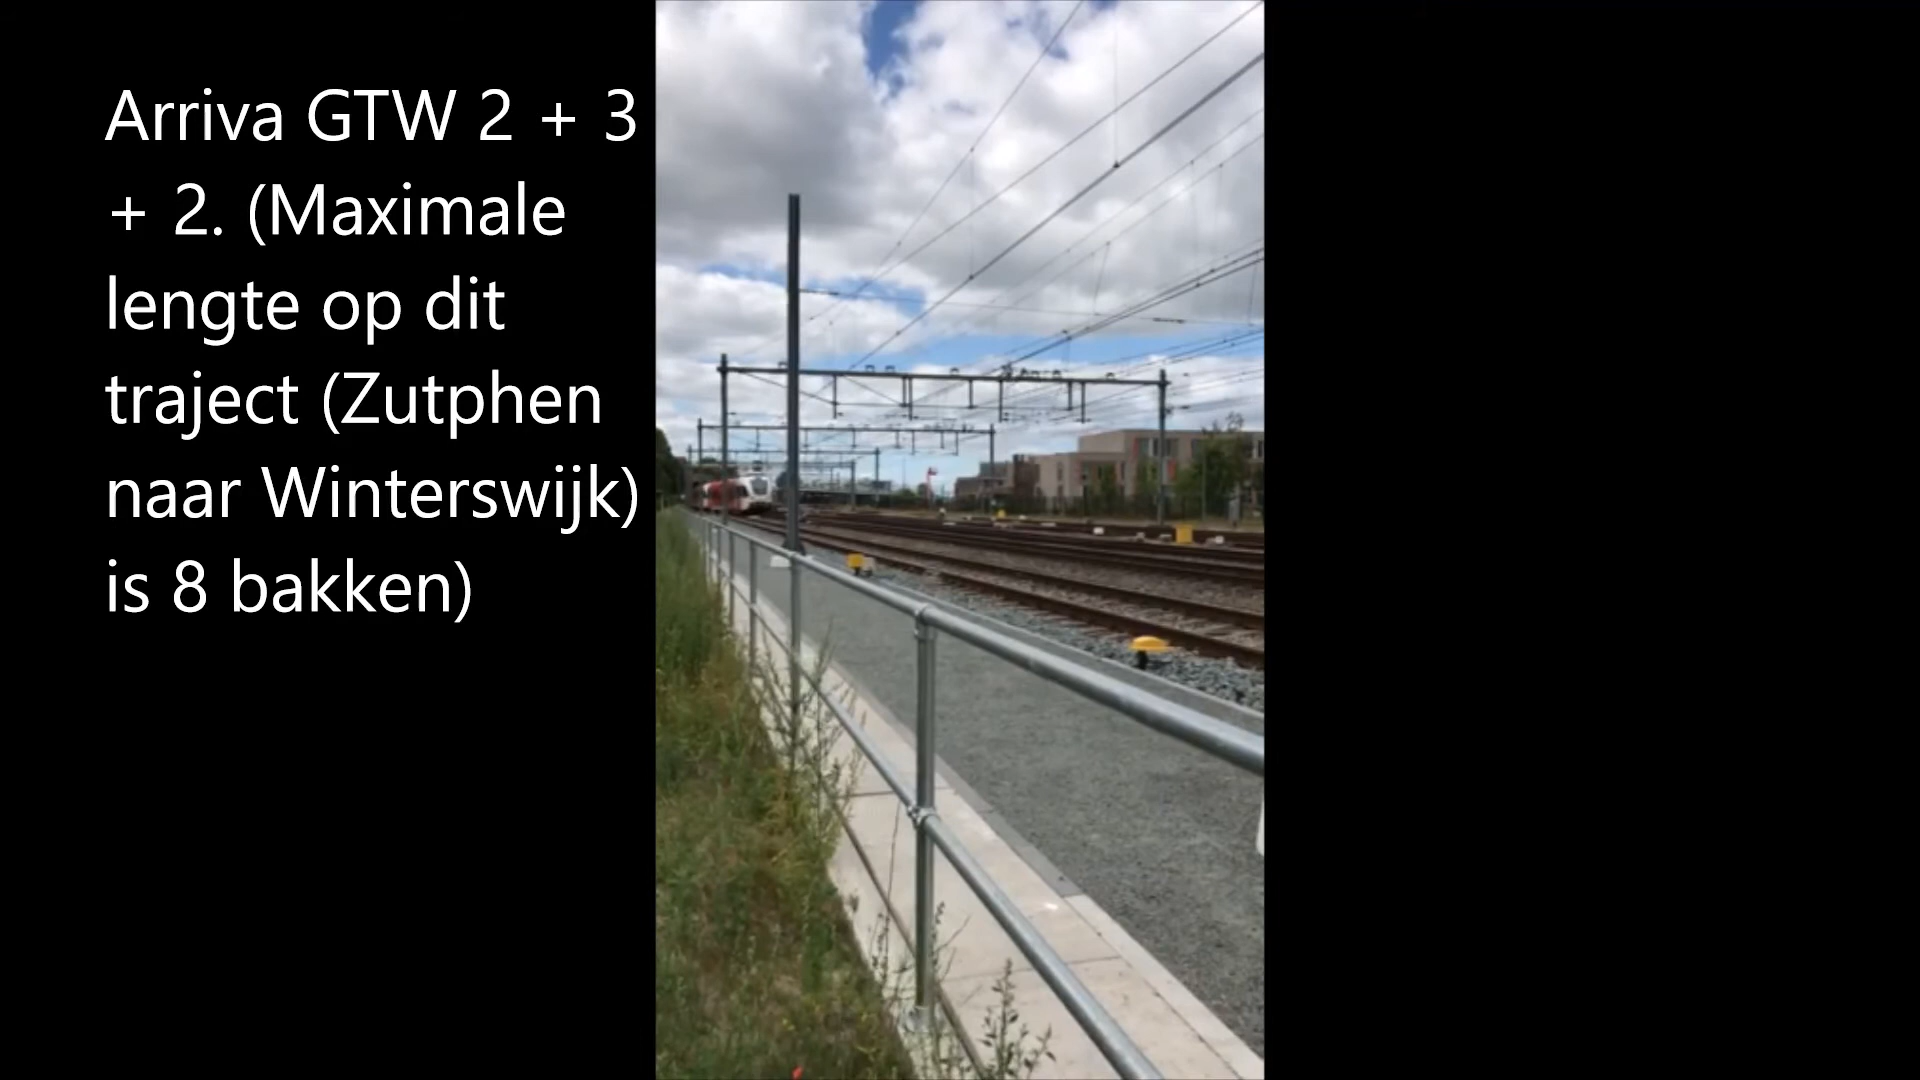 Arriva GTW 2 + 3
+ 2. (Maximale
lengte op dit
traject (Zutphen
naar Winterswijk)
is 8 bakken)